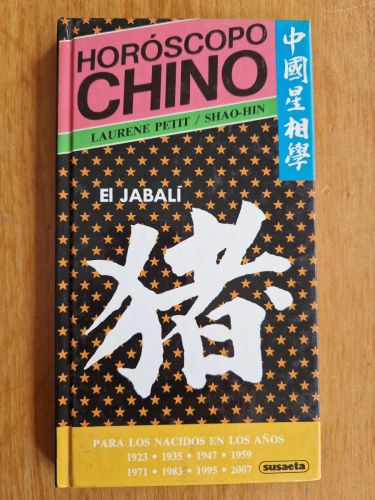 HORÓSCOPO
CHINO
LAURENE PETIT / SHAO-HIN
中國星相學
El JABALÍ
猪
PARA LOS NACIDOS EN LOS AÑOS
1923 • 1935 • 1947 • 1959
1971 • 1983 • 1995 • 2007
susaeta